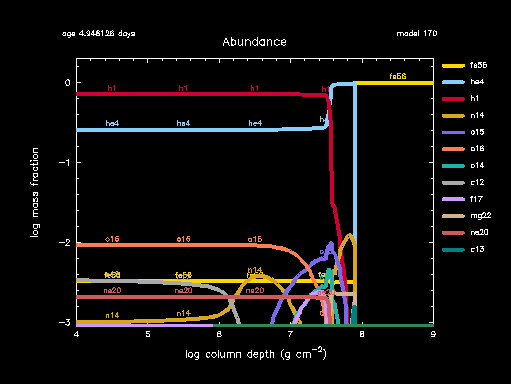 age 4.948126 days
model 170
Abundance
fe56
he4
h1
n14
o15
o16
o14
c12
f17
mg22
ne20
c13
fe56
h1 h1 h1 h1
he4 he4 he4
o16 o16 o16
fe56 fe56
n14
ne20 ne20 ne20
n14 n14
0
−1
−2
−3
4 5 6 7 8 9
log mass fraction
log column depth (g cm⁻²)